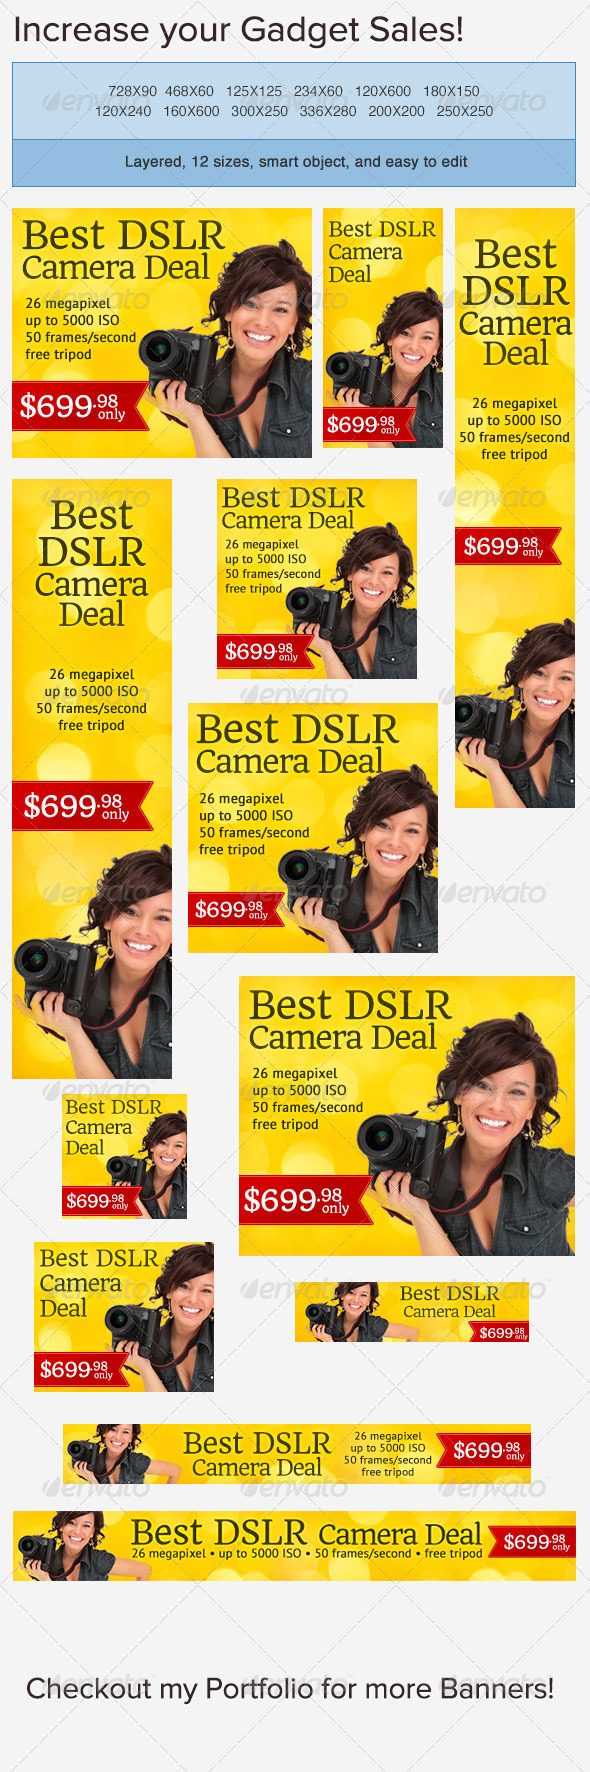 Increase your Gadget Sales!
728X90 468X60 125X125 234X60 120X600 180X150
120X240 160X600 300X250 336X280 200X200 250X250
Layered, 12 sizes, smart object, and easy to edit
Best DSLR
Camera Deal
26 megapixel
up to 5000 ISO
50 frames/second
free tripod
$699.98
only
Best DSLR
Camera
Deal
$699.98
only
Best
DSLR
Camera
Deal
26 megapixel
up to 5000 ISO
50 frames/second
free tripod
$699.98
only
Best
DSLR
Camera
Deal
26 megapixel
up to 5000 ISO
50 frames/second
free tripod
$699.98
only
Best DSLR
Camera Deal
26 megapixel
up to 5000 ISO
50 frames/second
free tripod
$699.98
only
Best DSLR
Camera Deal
26 megapixel
up to 5000 ISO
50 frames/second
free tripod
$699.98
only
Best DSLR
Camera Deal
26 megapixel
up to 5000 ISO
50 frames/second
free tripod
$699.98
only
Best DSLR
Camera
Deal
$699.98
only
Best DSLR
Camera
Deal
$699.98
only
Best DSLR
Camera Deal
$699.98
only
Best DSLR
Camera Deal
26 megapixel
up to 5000 ISO
50 frames/second
free tripod
$699.98
only
Best DSLR Camera Deal
26 megapixel • up to 5000 ISO • 50 frames/second • free tripod
$699.98
only
Checkout my Portfolio for more Banners!
envato